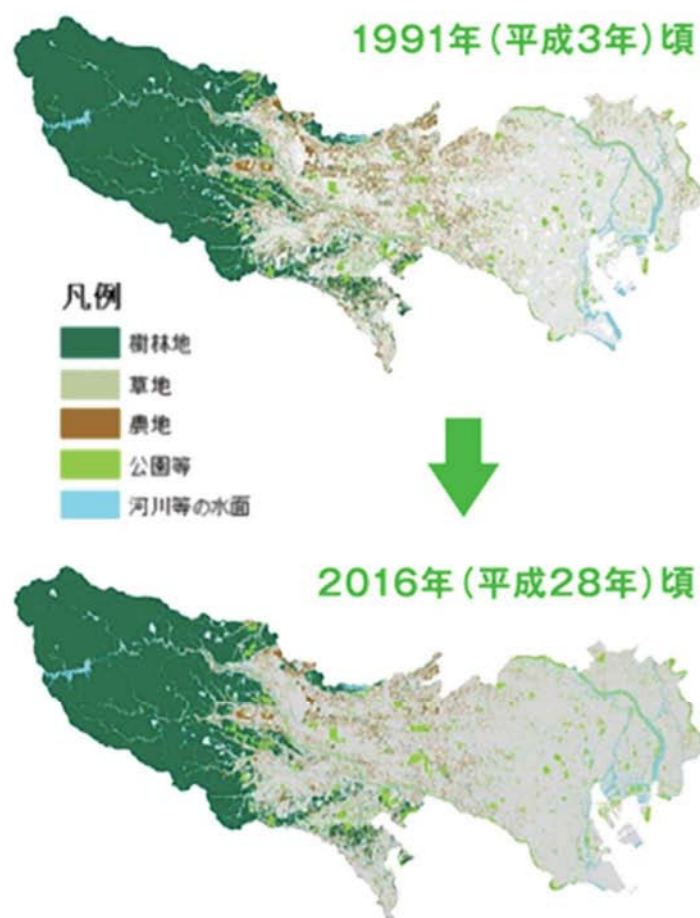 1991年(平成3年)頃
凡例
樹林地
草地
農地
公園等
河川等の水面
2016年(平成28年)頃